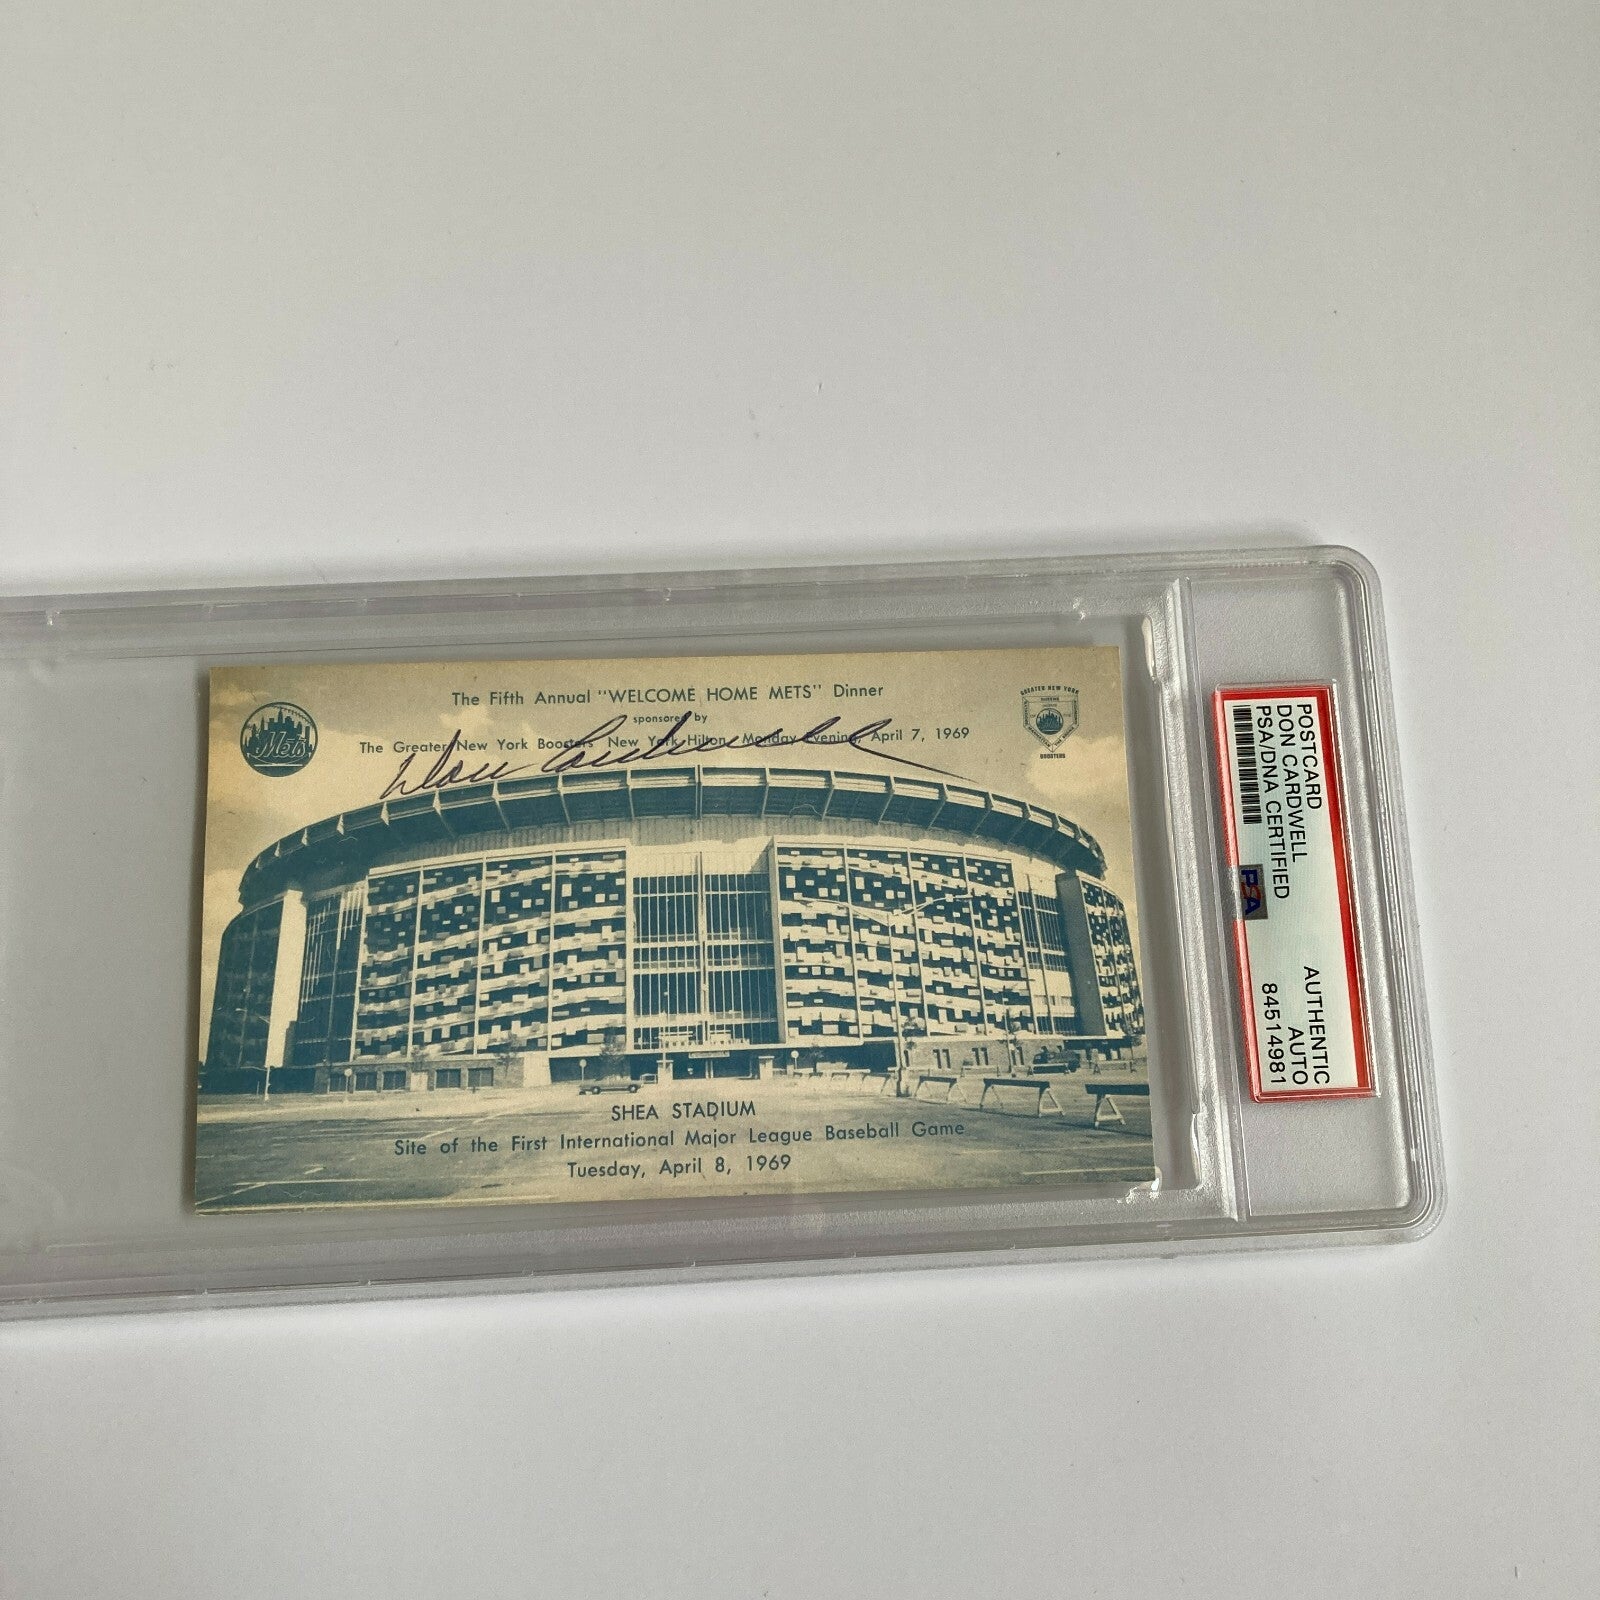 The Fifth Annual "WELCOME HOME METS" Dinner
sponsored by
The Greater New York Boosters New York Hilton Monday Evening, April 7, 1969
Mets
GREATER NEW YORK
BOOSTERS
Don Cardwell
SHEA STADIUM
Site of the First International Major League Baseball Game
Tuesday, April 8, 1969
POSTCARD
DON CARDWELL
PSA/DNA CERTIFIED
AUTHENTIC
AUTO
84514981
PSA